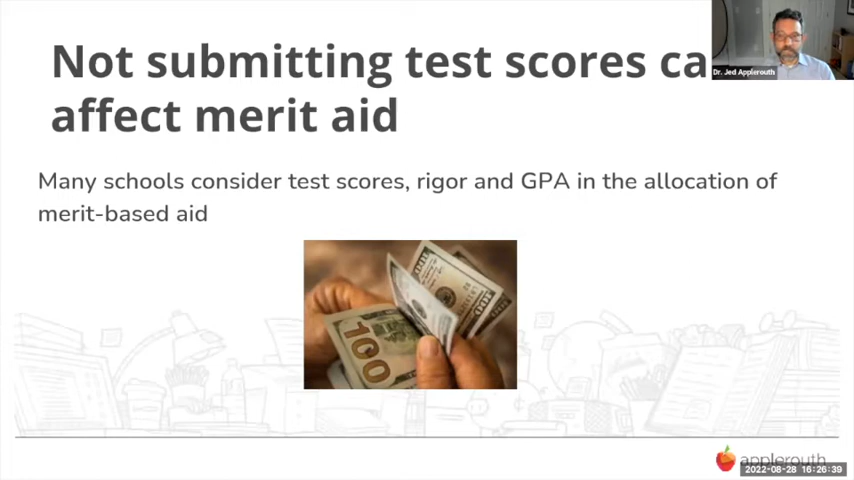 Not submitting test scores ca
Dr. Jed Applerouth
affect merit aid
Many schools consider test scores, rigor and GPA in the allocation of
merit-based aid
100
applerouth
2022-08-28 16:26:39